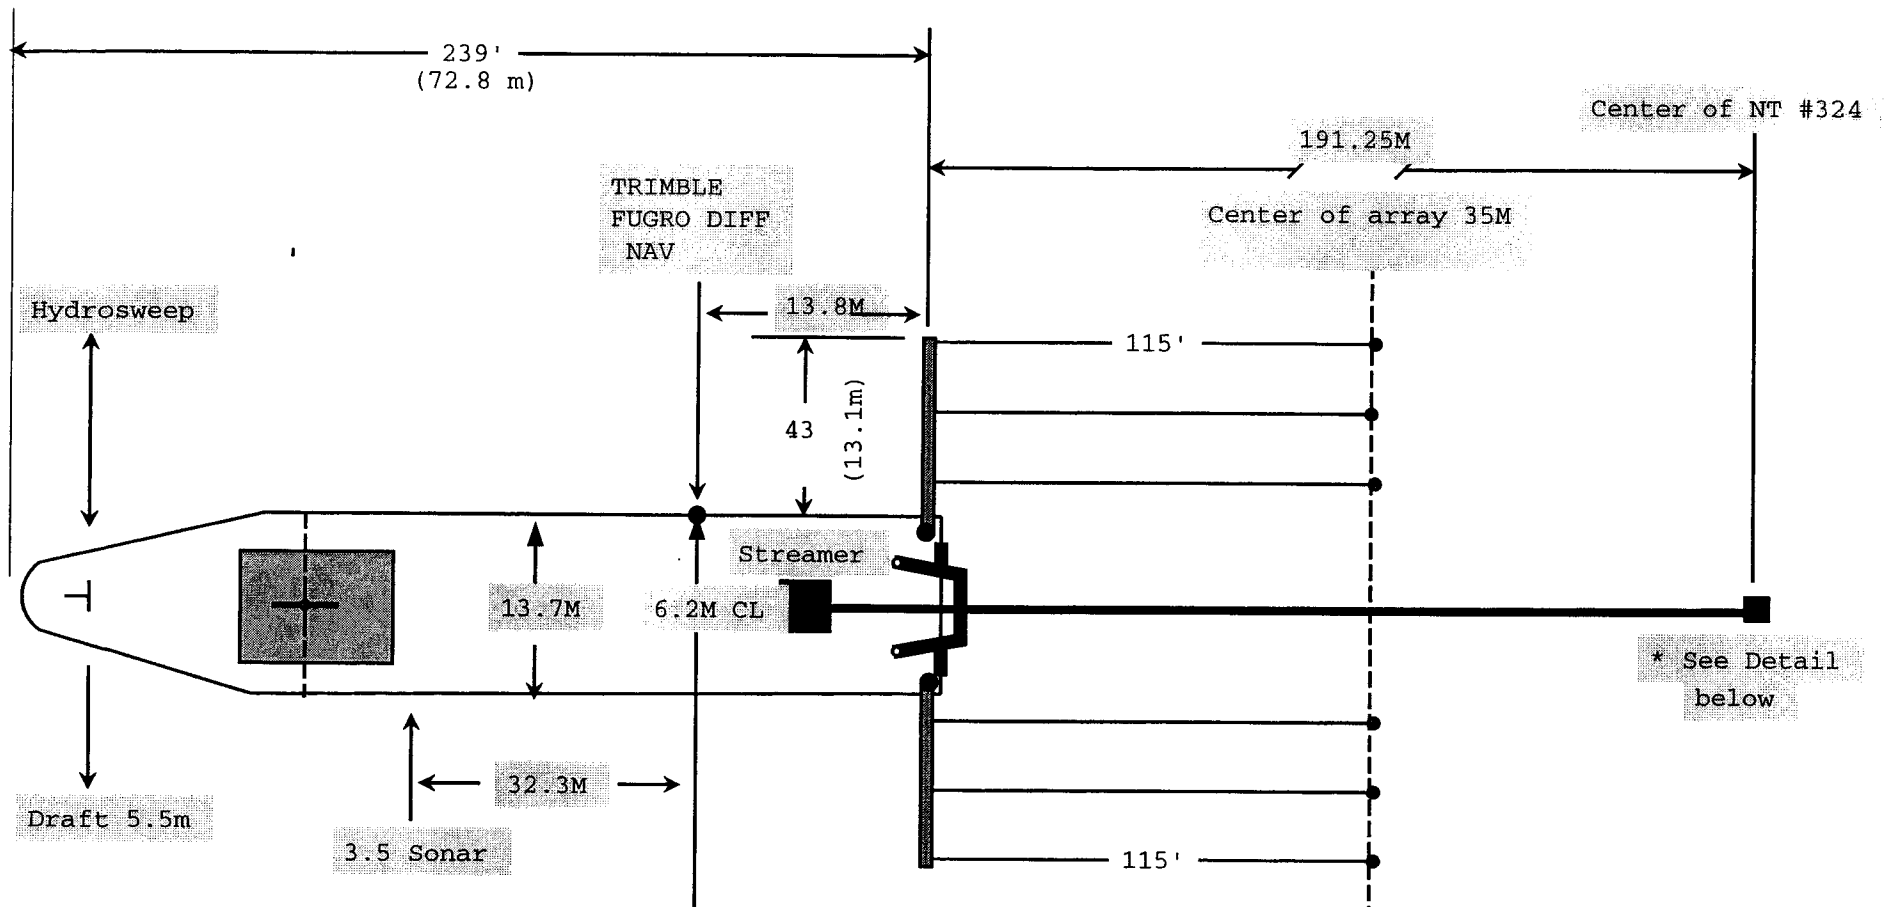 239'
(72.8 m)
Center of NT #324
191.25M
TRIMBLE
FUGRO DIFF
NAV
Center of array 35M
Hydrosweep
13.8M
115'
43
(13.1m)
Streamer
13.7M
6.2M CL
* See Detail
below
32.3M
Draft 5.5m
3.5 Sonar
115'